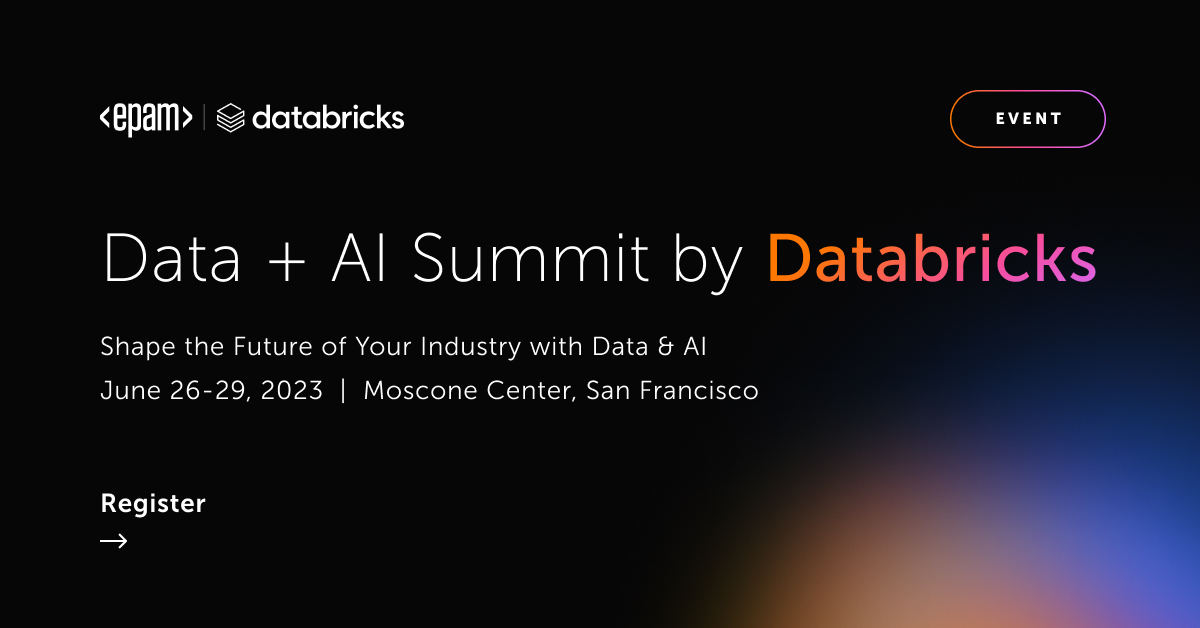 <epam> | databricks
EVENT
Data + AI Summit by Databricks
Shape the Future of Your Industry with Data & AI
June 26-29, 2023 | Moscone Center, San Francisco
Register
→